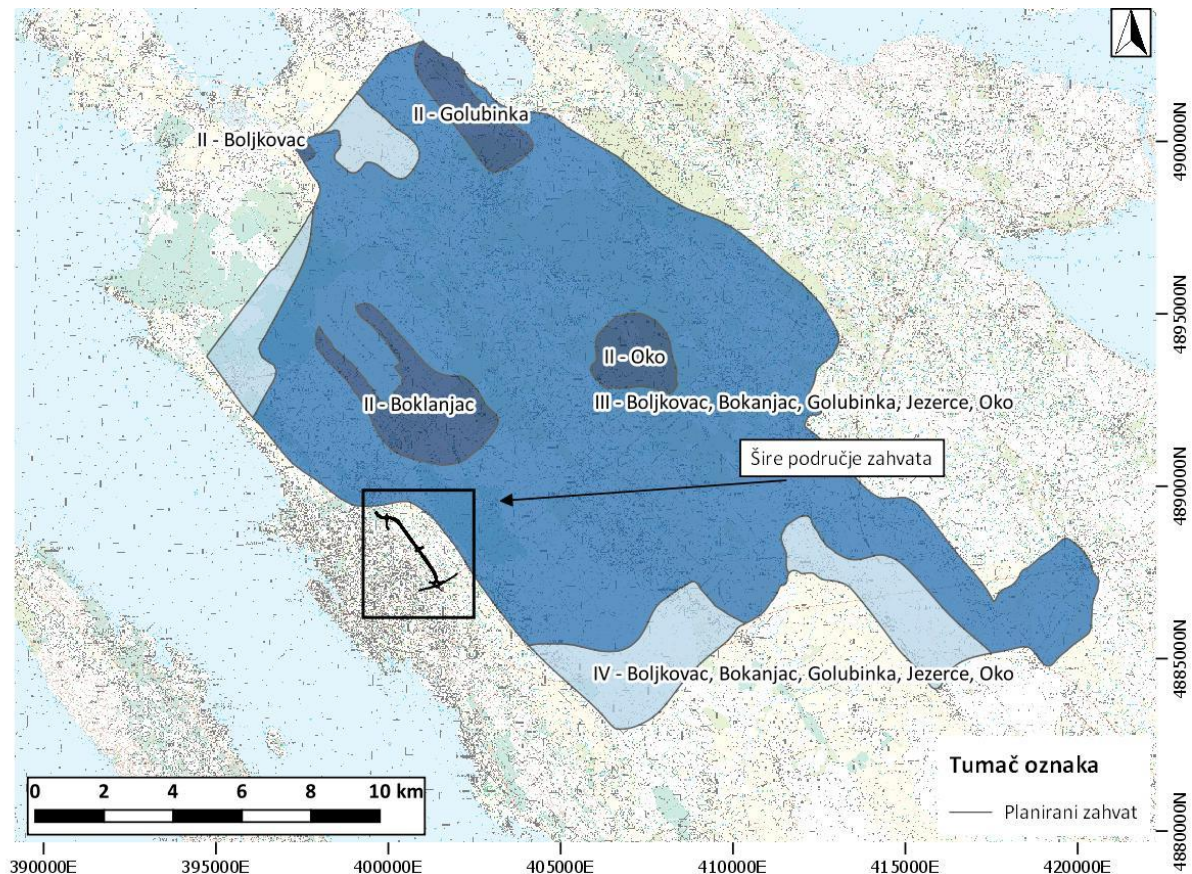 II - Golubinka
II - Boljkovac
II - Oko
II - Boklanjac
III - Boljkovac, Bokanjac, Golubinka, Jezerce, Oko
Šire područje zahvata
IV - Boljkovac, Bokanjac, Golubinka, Jezerce, Oko
Tumač oznaka
Planirani zahvat
0 2 4 6 8 10 km
390000E 395000E 400000E 405000E 410000E 415000E 420000E
4900000N
4895000N
4890000N
4885000N
4880000N